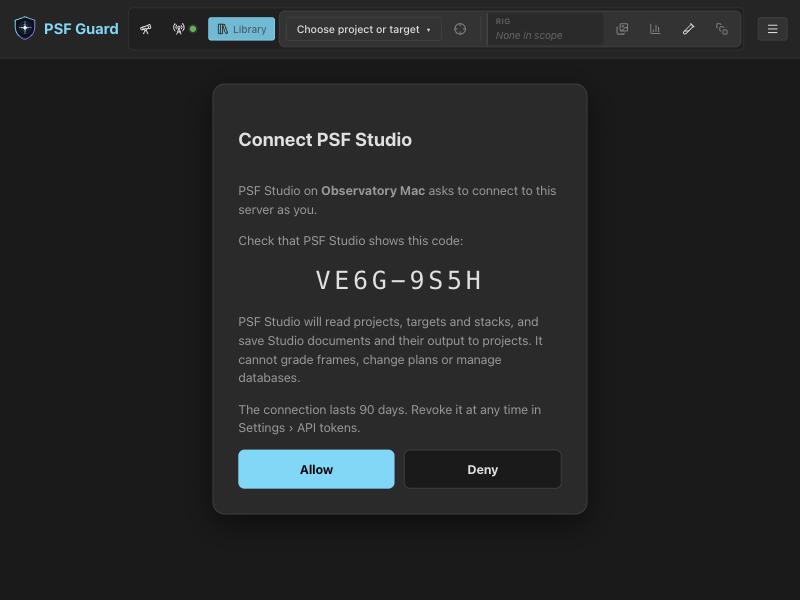 PSF Guard
Library
Choose project or target
RIG
None in scope
Connect PSF Studio
PSF Studio on Observatory Mac asks to connect to this
server as you.
Check that PSF Studio shows this code:
VE6G–9S5H
PSF Studio will read projects, targets and stacks, and
save Studio documents and their output to projects. It
cannot grade frames, change plans or manage
databases.
The connection lasts 90 days. Revoke it at any time in
Settings › API tokens.
Allow
Deny